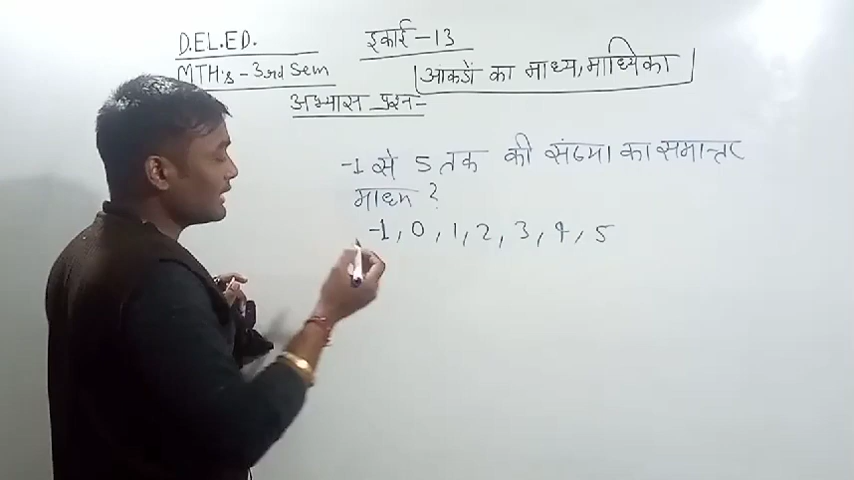 D.EL.ED. इकाई-13
MTH's - 3rd Sem आंकडों का माध्य, माध्यिका
अभ्यास प्रश्न-
-1 से 5 तक की संख्या का समान्तर
माध्य ?
-1, 0, 1, 2, 3, 4, 5